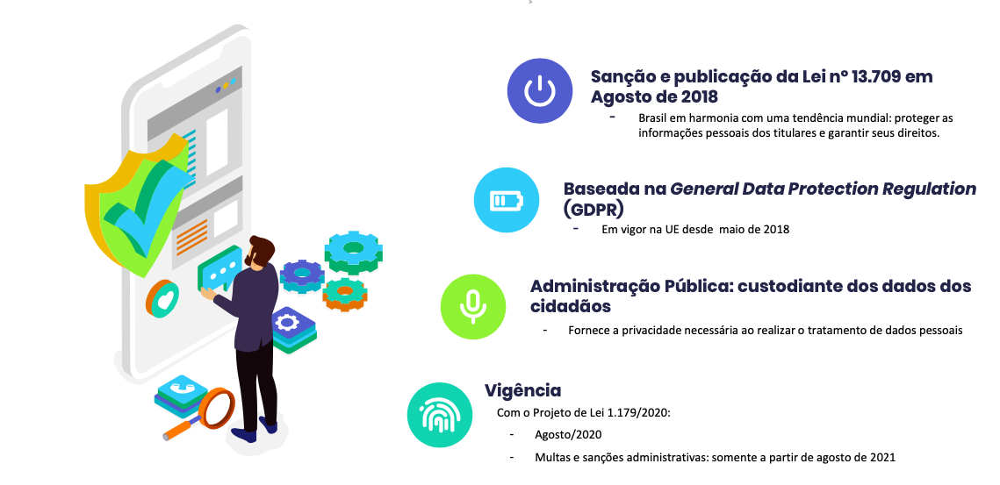 Sanção e publicação da Lei nº 13.709 em
Agosto de 2018
- Brasil em harmonia com uma tendência mundial: proteger as
informações pessoais dos titulares e garantir seus direitos.
Baseada na General Data Protection Regulation
(GDPR)
- Em vigor na UE desde maio de 2018
Administração Pública: custodiante dos dados dos
cidadãos
- Fornece a privacidade necessária ao realizar o tratamento de dados pessoais
Vigência
Com o Projeto de Lei 1.179/2020:
- Agosto/2020
- Multas e sanções administrativas: somente a partir de agosto de 2021